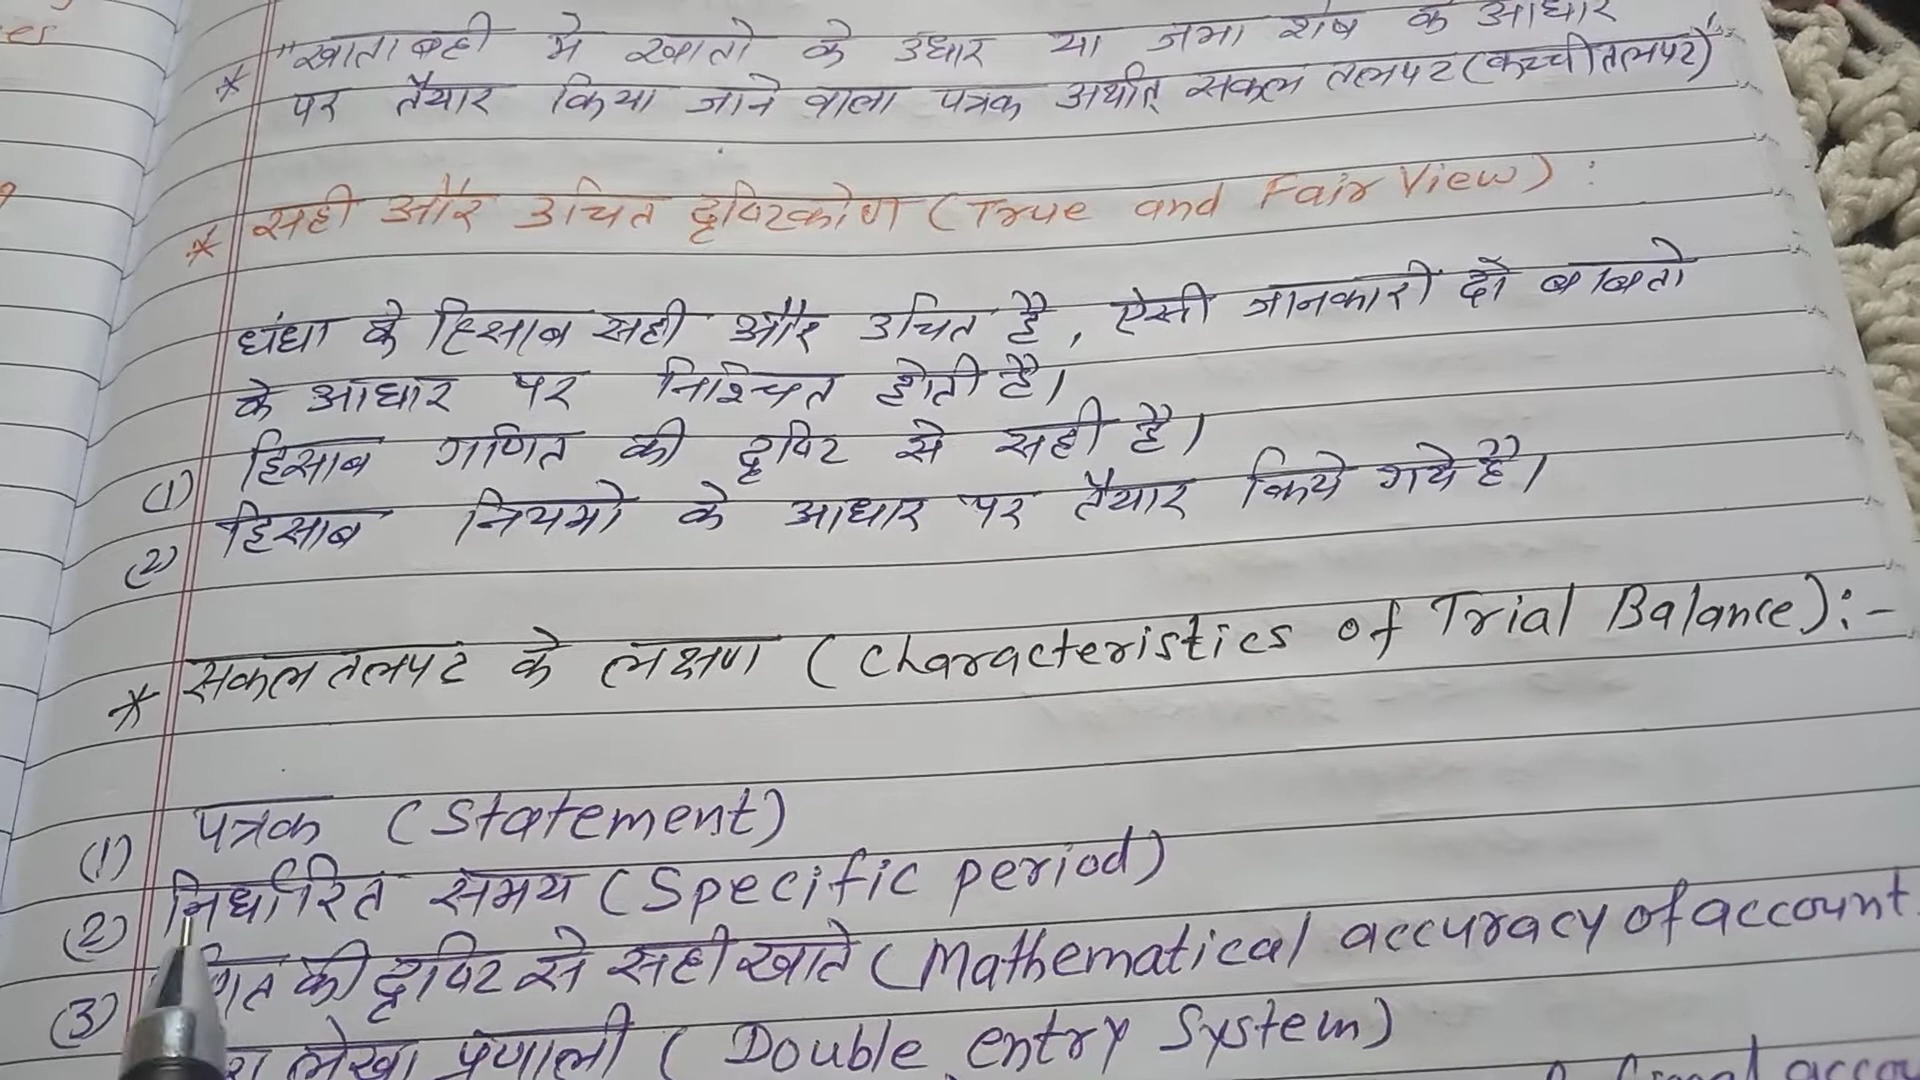 * "खाताबही मे खातो के उधार या जमा शेष के आधार
पर तैयार किया जाने वाला पत्रक अर्थात् सकल तलपट (कच्ची तलपट)"
* सही और उचित दृष्टिकोण (True and Fair View) :
धंधा के हिसाब सही और उचित है, ऐसी जानकारी दो बाबतो
के आधार पर निश्चित होती है।
(1) हिसाब गणित की दृष्टि से सही है।
(2) हिसाब नियमो के आधार पर तैयार किये गये है।
* सकल तलपट के लक्षण (Characteristics of Trial Balance):-
(1) पत्रक (Statement)
(2) निर्धारित समय (Specific period)
(3) की दृष्टि से सही खाते (Mathematical accuracy of account
लेखा प्रणाली (Double entry System)